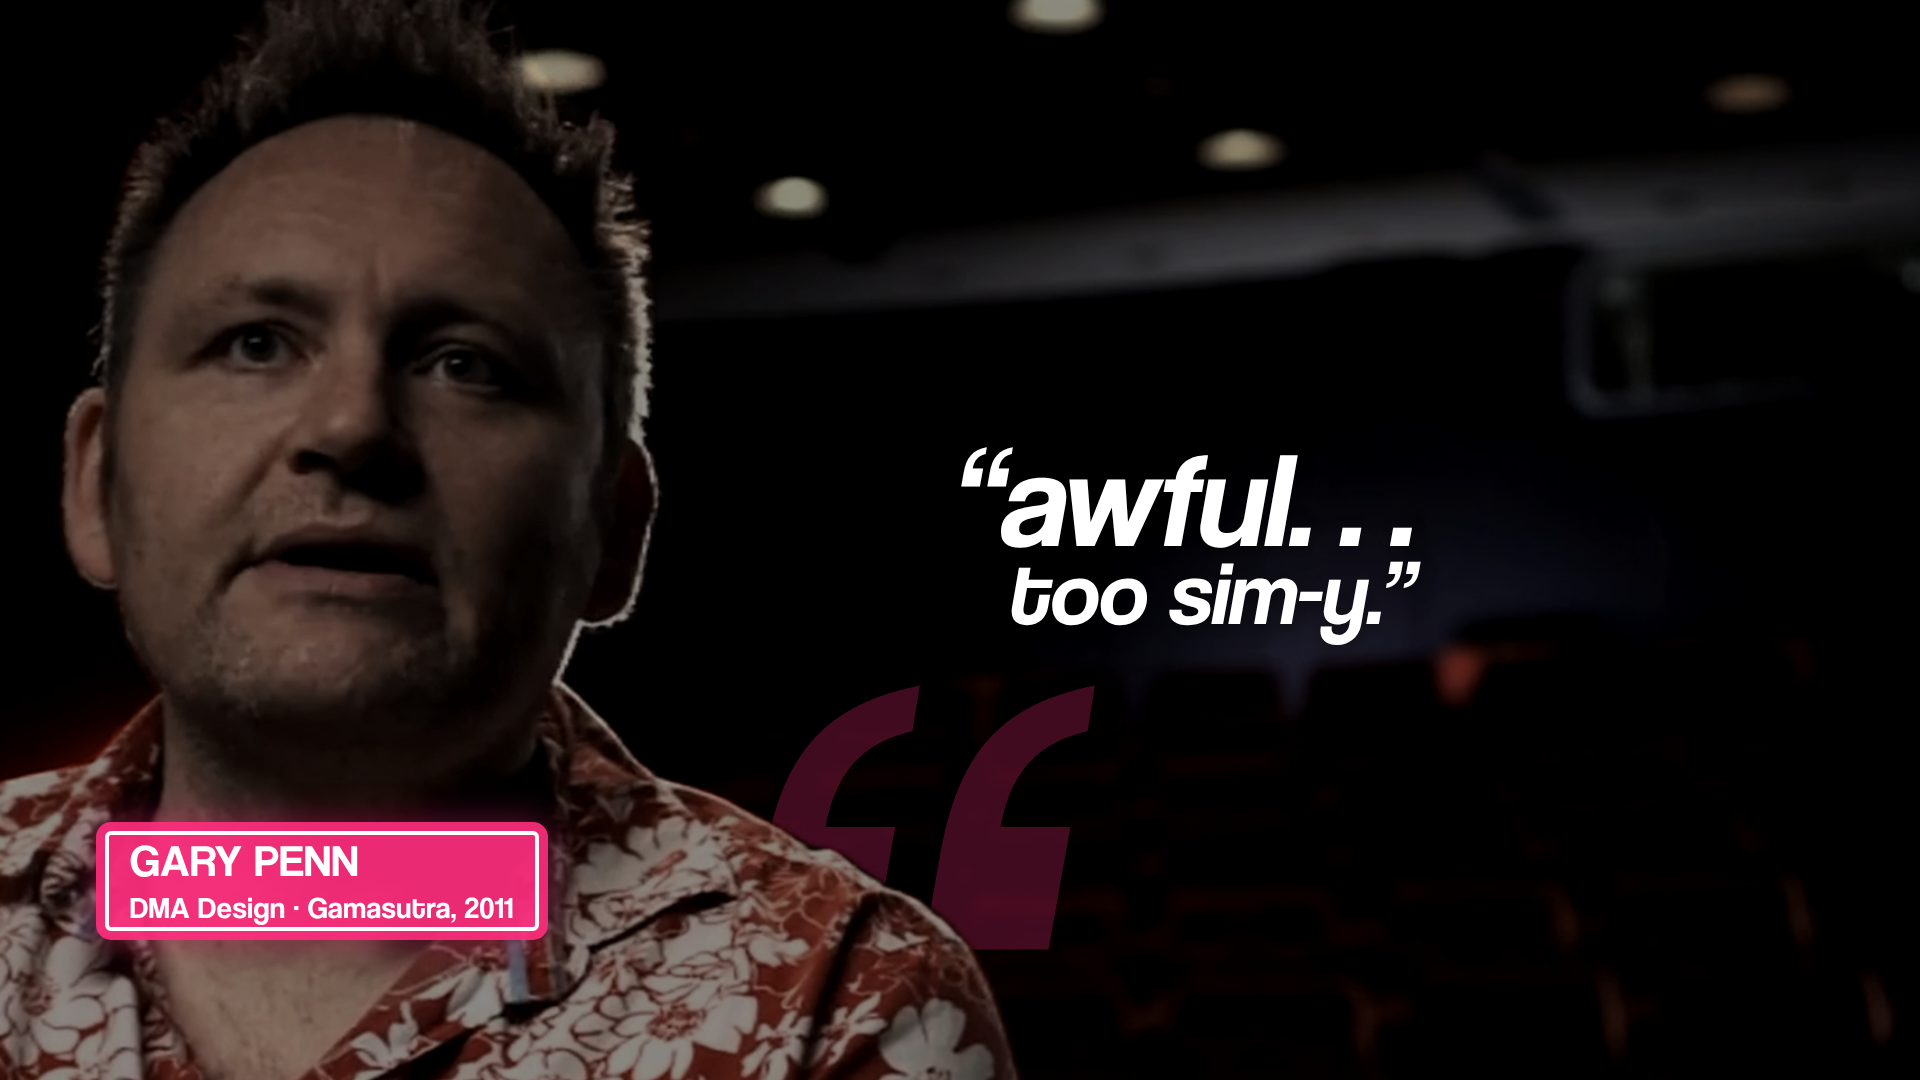 “awful...
too sim-y.”
GARY PENN
DMA Design · Gamasutra, 2011